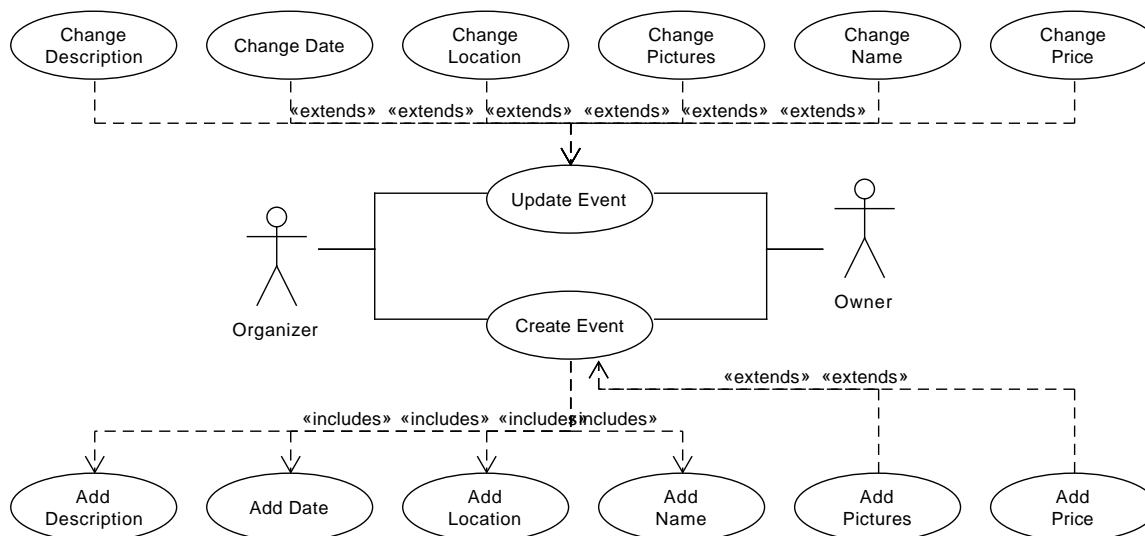 Change
Description
Change Date
Change
Location
Change
Pictures
Change
Name
Change
Price
«extends» «extends» «extends» «extends» «extends» «extends»
Update Event
Organizer
Owner
Create Event
«extends» «extends»
«includes» «includes» «includes» «includes»
Add
Description
Add Date
Add
Location
Add
Name
Add
Pictures
Add
Price